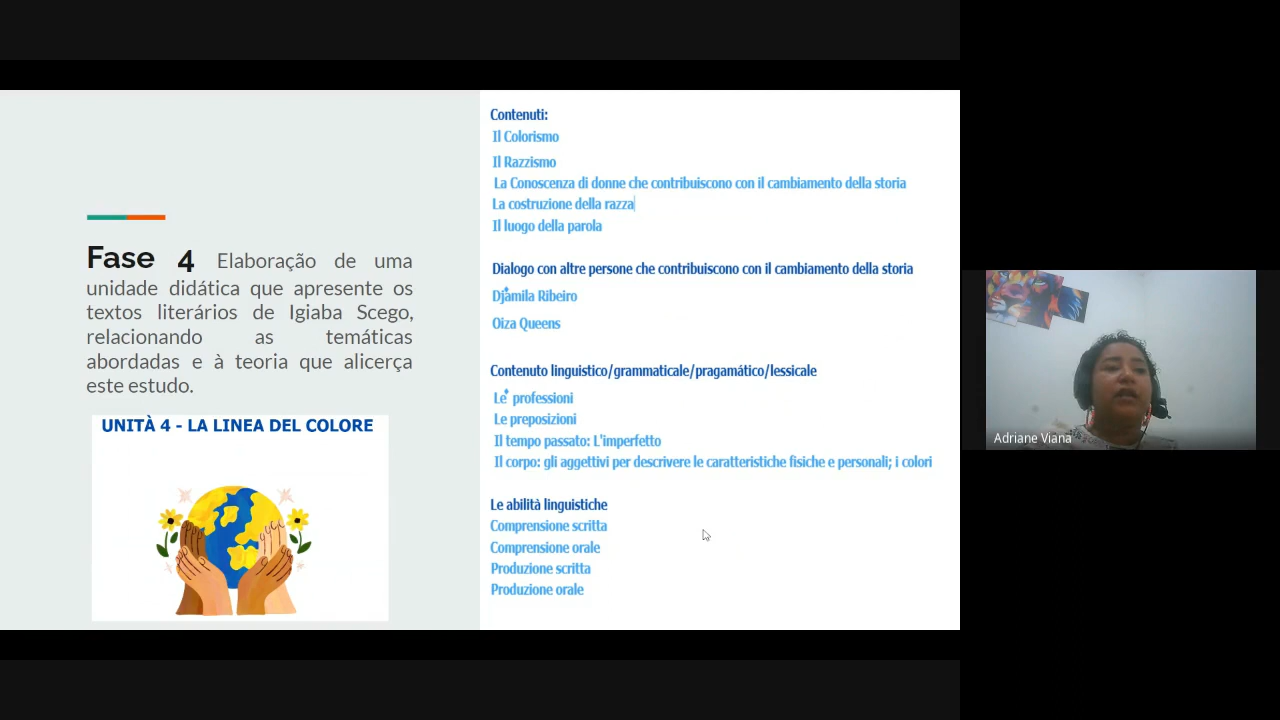 Fase 4 Elaboração de uma
unidade didática que apresente os
textos literários de Igiaba Scego,
relacionando as temáticas
abordadas e à teoria que alicerça
este estudo.
UNITÀ 4 - LA LINEA DEL COLORE
Contenuti:
Il Colorismo
Il Razzismo
La Conoscenza di donne che contribuiscono con il cambiamento della storia
La costruzione della razza
Il luogo della parola
Dialogo con altre persone che contribuiscono con il cambiamento della storia
Djamila Ribeiro
Oiza Queens
Contenuto linguistico/grammaticale/pragamático/lessicale
Le professioni
Le preposizioni
Il tempo passato: L'imperfetto
Il corpo: gli aggettivi per descrivere le caratteristiche fisiche e personali; i colori
Le abilità linguistiche
Comprensione scritta
Comprensione orale
Produzione scritta
Produzione orale
Adriane Viana